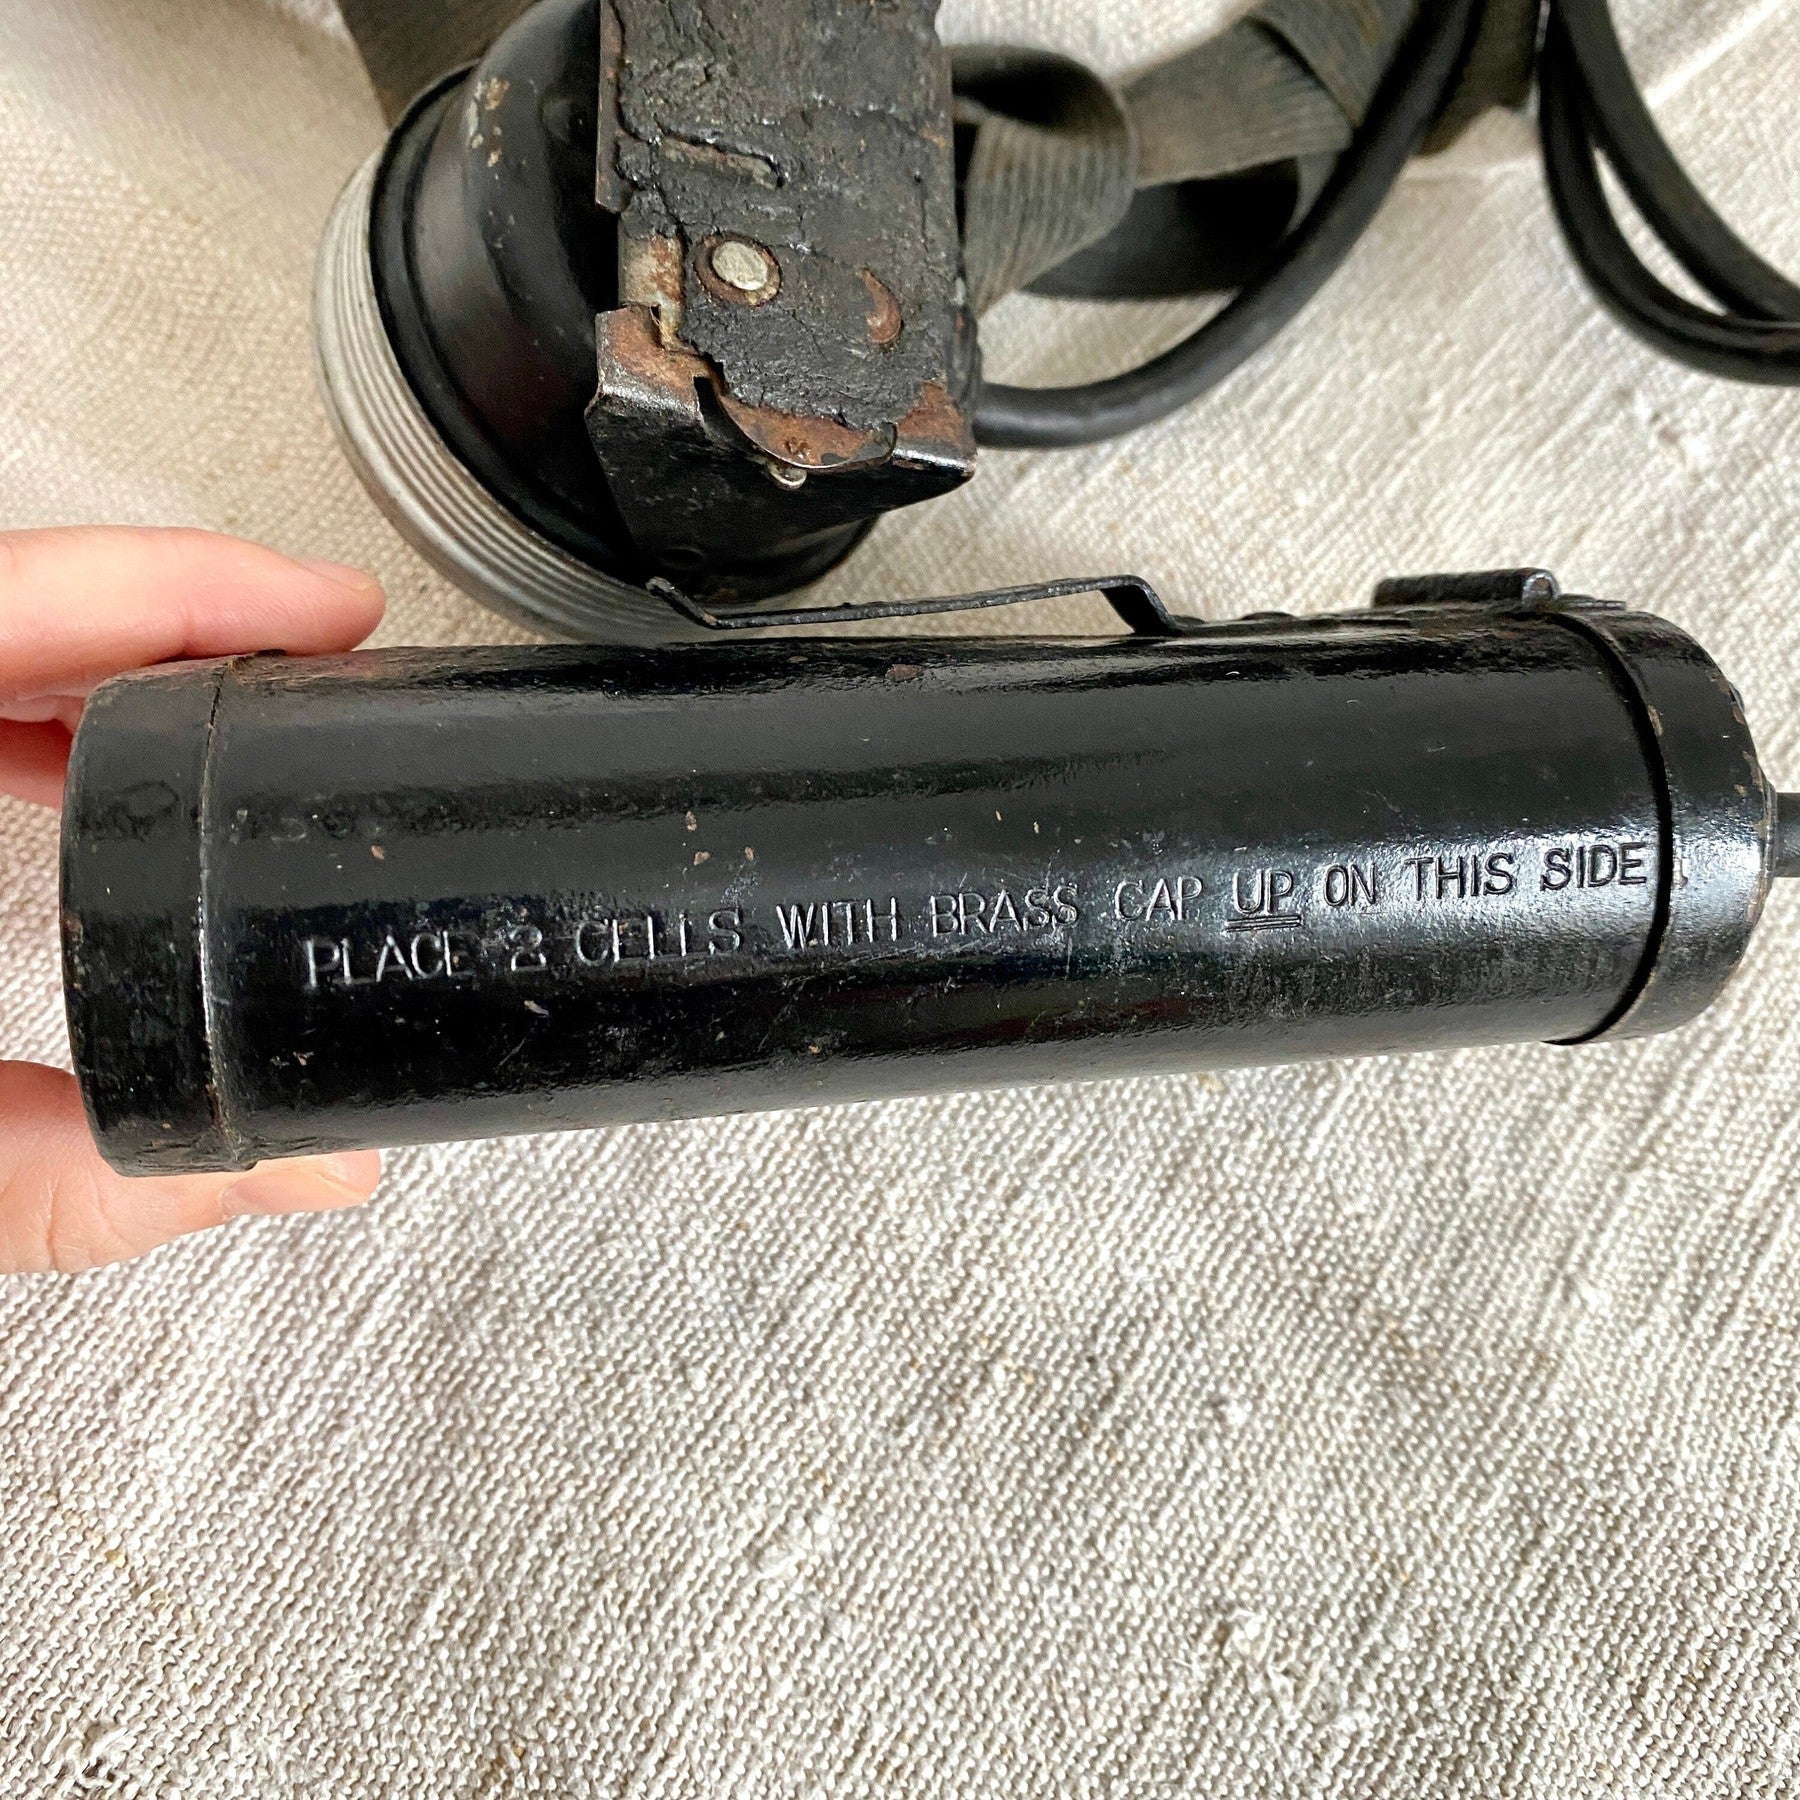 PLACE 2 CELLS WITH BRASS CAP UP ON THIS SIDE